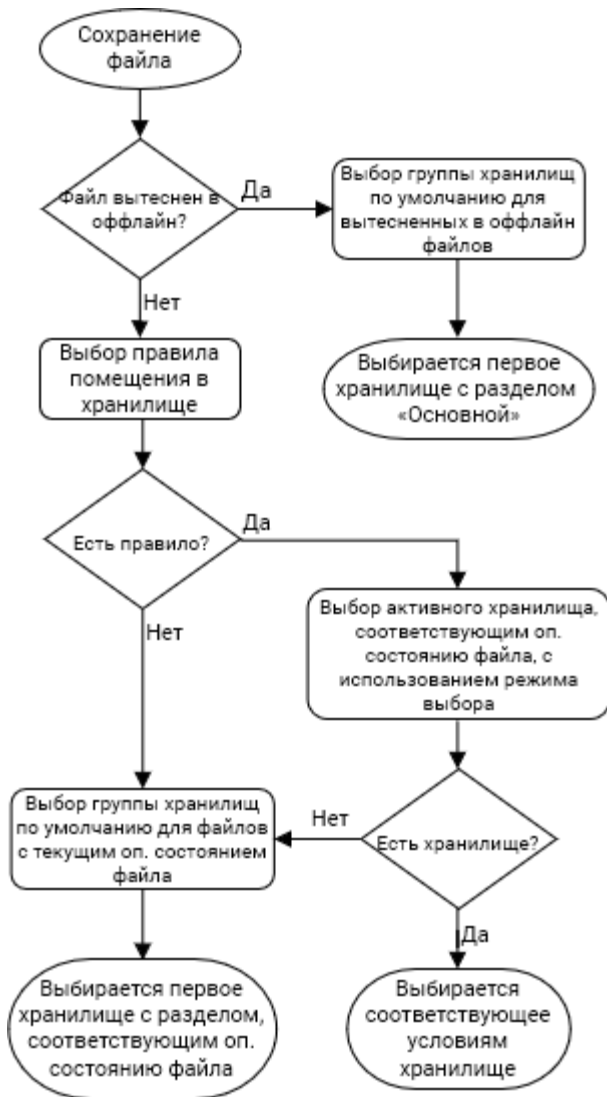 Сохранение
файла
Файл вытеснен в
оффлайн?
Да
Выбор группы хранилищ
по умолчанию для
вытесненных в оффлайн
файлов
Нет
Выбор правила
помещения в
хранилище
Выбирается первое
хранилище с разделом
«Основной»
Есть правило?
Да
Нет
Выбор активного хранилища,
соответствующим оп.
состоянию файла, с
использованием режима
выбора
Выбор группы хранилищ
по умолчанию для файлов
с текущим оп. состоянием
файла
Нет
Есть хранилище?
Да
Выбирается первое
хранилище с разделом,
соответствующим оп.
состоянию файла
Выбирается
соответствующее
условиям
хранилище